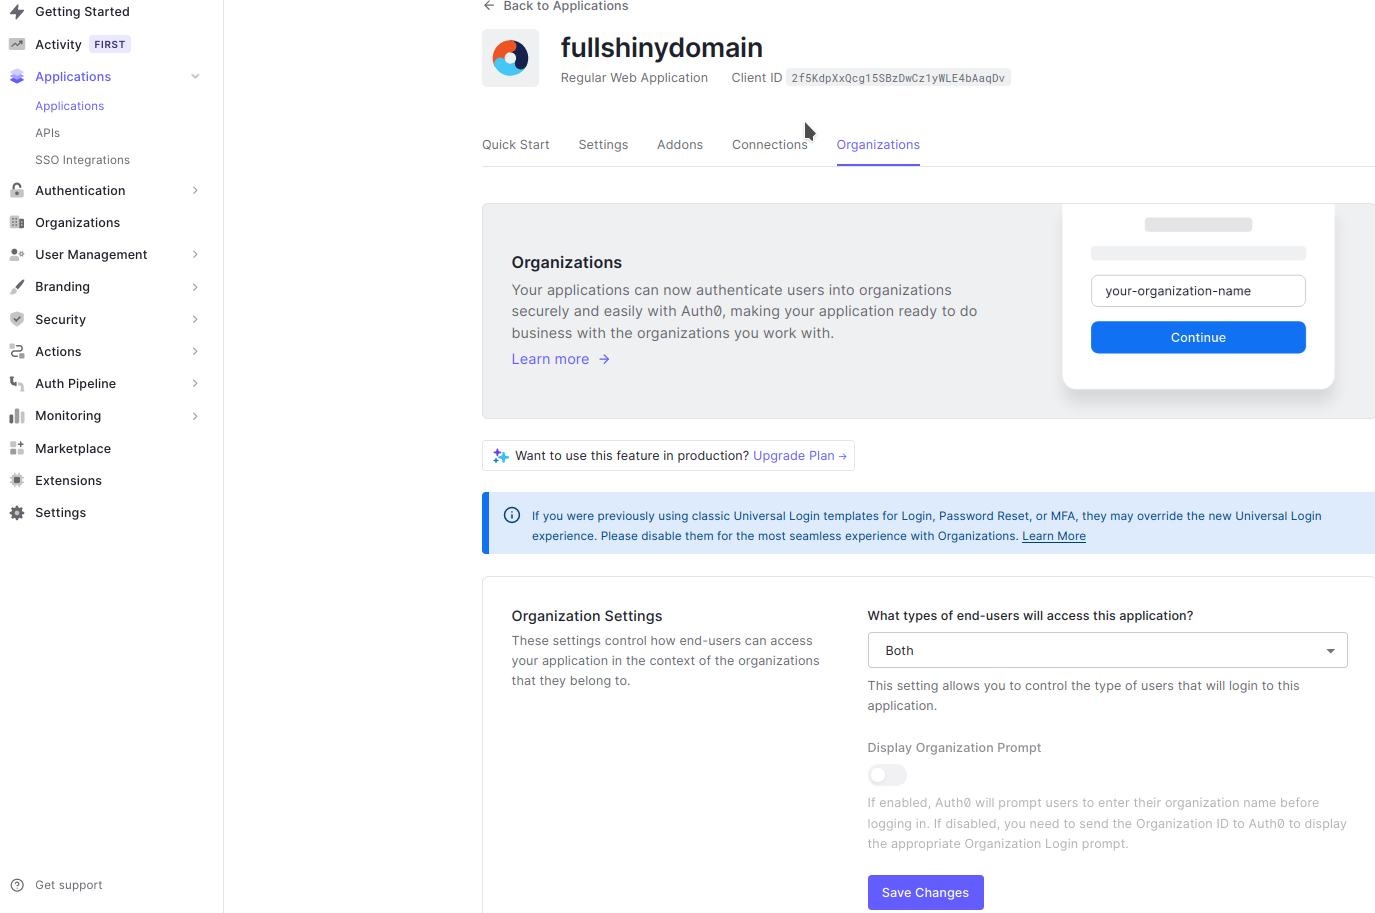 Getting Started
Activity FIRST
Applications
Applications
APIs
SSO Integrations
Authentication
Organizations
User Management
Branding
Security
Actions
Auth Pipeline
Monitoring
Marketplace
Extensions
Settings
Get support
← Back to Applications
fullshinydomain
Regular Web Application Client ID 2f5KdpXxQcg15SBzDwCz1yWLE4bAaqDv
Quick Start Settings Addons Connections Organizations
Organizations
Your applications can now authenticate users into organizations
securely and easily with Auth0, making your application ready to do
business with the organizations you work with.
Learn more →
your-organization-name
Continue
Want to use this feature in production? Upgrade Plan →
If you were previously using classic Universal Login templates for Login, Password Reset, or MFA, they may override the new Universal Login
experience. Please disable them for the most seamless experience with Organizations. Learn More
Organization Settings
These settings control how end-users can access
your application in the context of the organizations
that they belong to.
What types of end-users will access this application?
Both
This setting allows you to control the type of users that will login to this
application.
Display Organization Prompt
If enabled, Auth0 will prompt users to enter their organization name before
logging in. If disabled, you need to send the Organization ID to Auth0 to display
the appropriate Organization Login prompt.
Save Changes